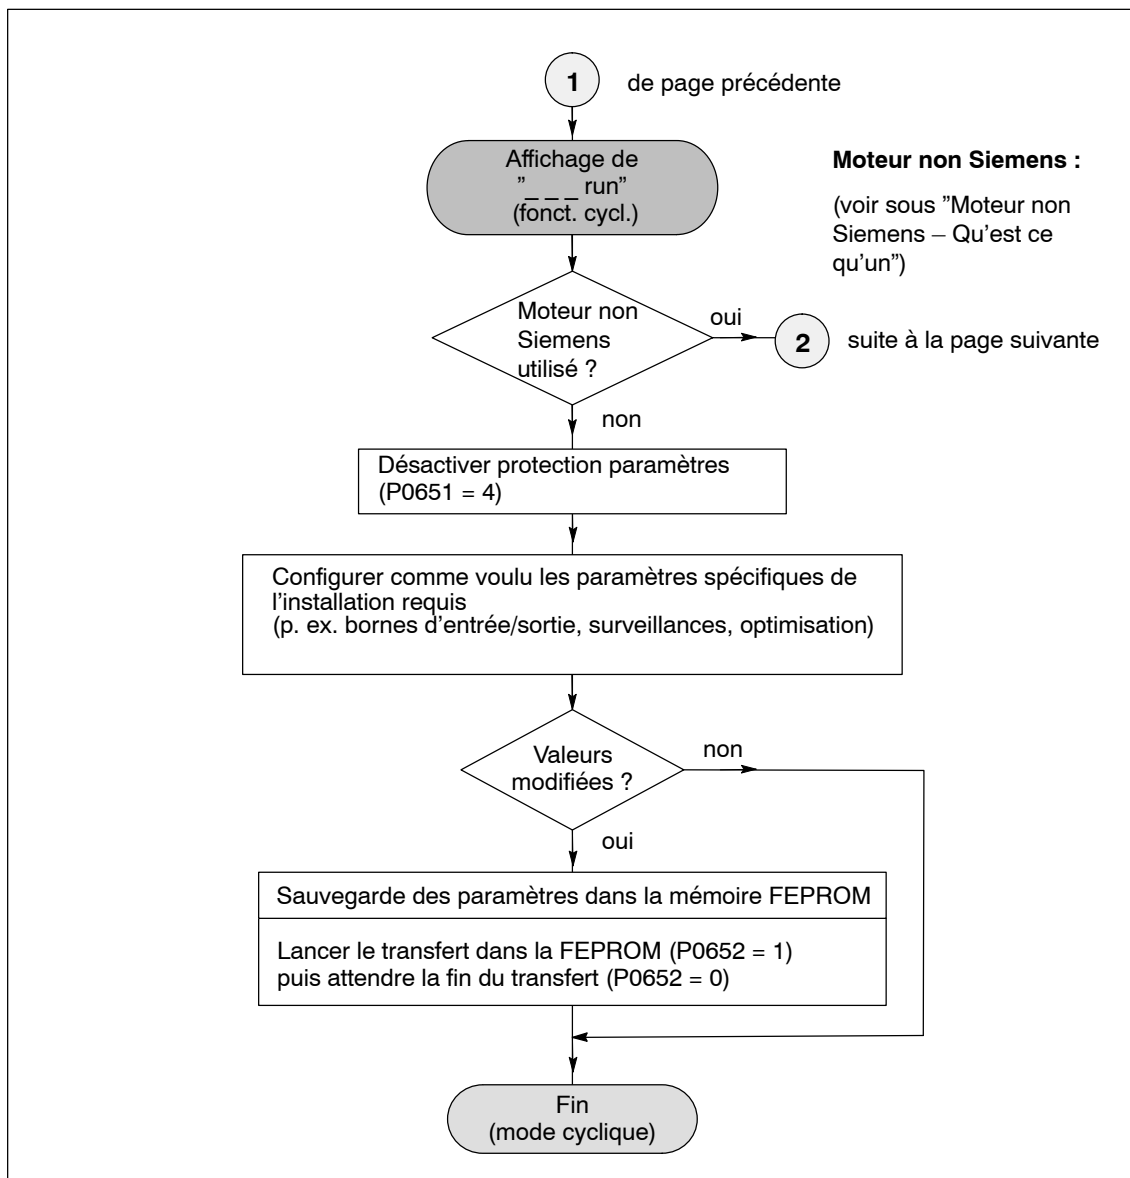 1
de page précédente
Affichage de
"_ _ _ run"
(fonct. cycl.)
Moteur non Siemens :
(voir sous "Moteur non
Siemens – Qu'est ce
qu'un")
Moteur non
Siemens
utilisé ?
oui
2
suite à la page suivante
non
Désactiver protection paramètres
(P0651 = 4)
Configurer comme voulu les paramètres spécifiques de
l'installation requis
(p. ex. bornes d'entrée/sortie, surveillances, optimisation)
Valeurs
modifiées ?
non
oui
Sauvegarde des paramètres dans la mémoire FEPROM
Lancer le transfert dans la FEPROM (P0652 = 1)
puis attendre la fin du transfert (P0652 = 0)
Fin
(mode cyclique)